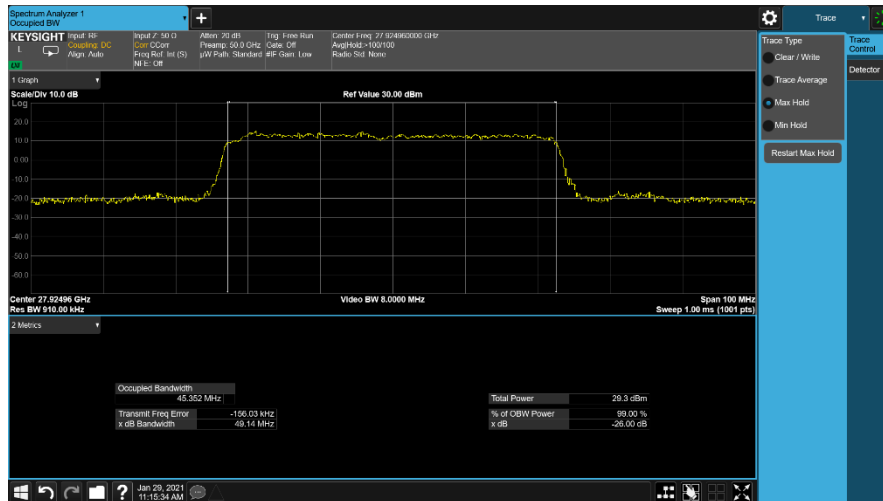 Spectrum Analyzer 1
Occupied BW
+
Trace
KEYSIGHT Input: RF
Coupling: DC
Align: Auto
L
Input Z: 50 Ω
Corr CCorr
Freq Ref: Int (S)
NFE: Off
Atten: 20 dB
Preamp: 50.0 GHz
µW Path: Standard
Trig: Free Run
Gate: Off
#IF Gain: Low
Center Freq: 27.924960000 GHz
Avg|Hold:>100/100
Radio Std: None
Trace Type
Clear / Write
Trace Average
Max Hold
Min Hold
Restart Max Hold
Trace
Control
Detector
1 Graph
Scale/Div 10.0 dB
Ref Value 30.00 dBm
Log
20.0
10.0
0.00
-10.0
-20.0
-30.0
-40.0
-50.0
-60.0
Center 27.92496 GHz
Video BW 8.0000 MHz
Span 100 MHz
Res BW 910.00 kHz
Sweep 1.00 ms (1001 pts)
2 Metrics
Occupied Bandwidth
45.352 MHz
Total Power 29.3 dBm
Transmit Freq Error -156.03 kHz
% of OBW Power 99.00 %
x dB Bandwidth 49.14 MHz
x dB -26.00 dB
?
Jan 29, 2021
11:15:34 AM